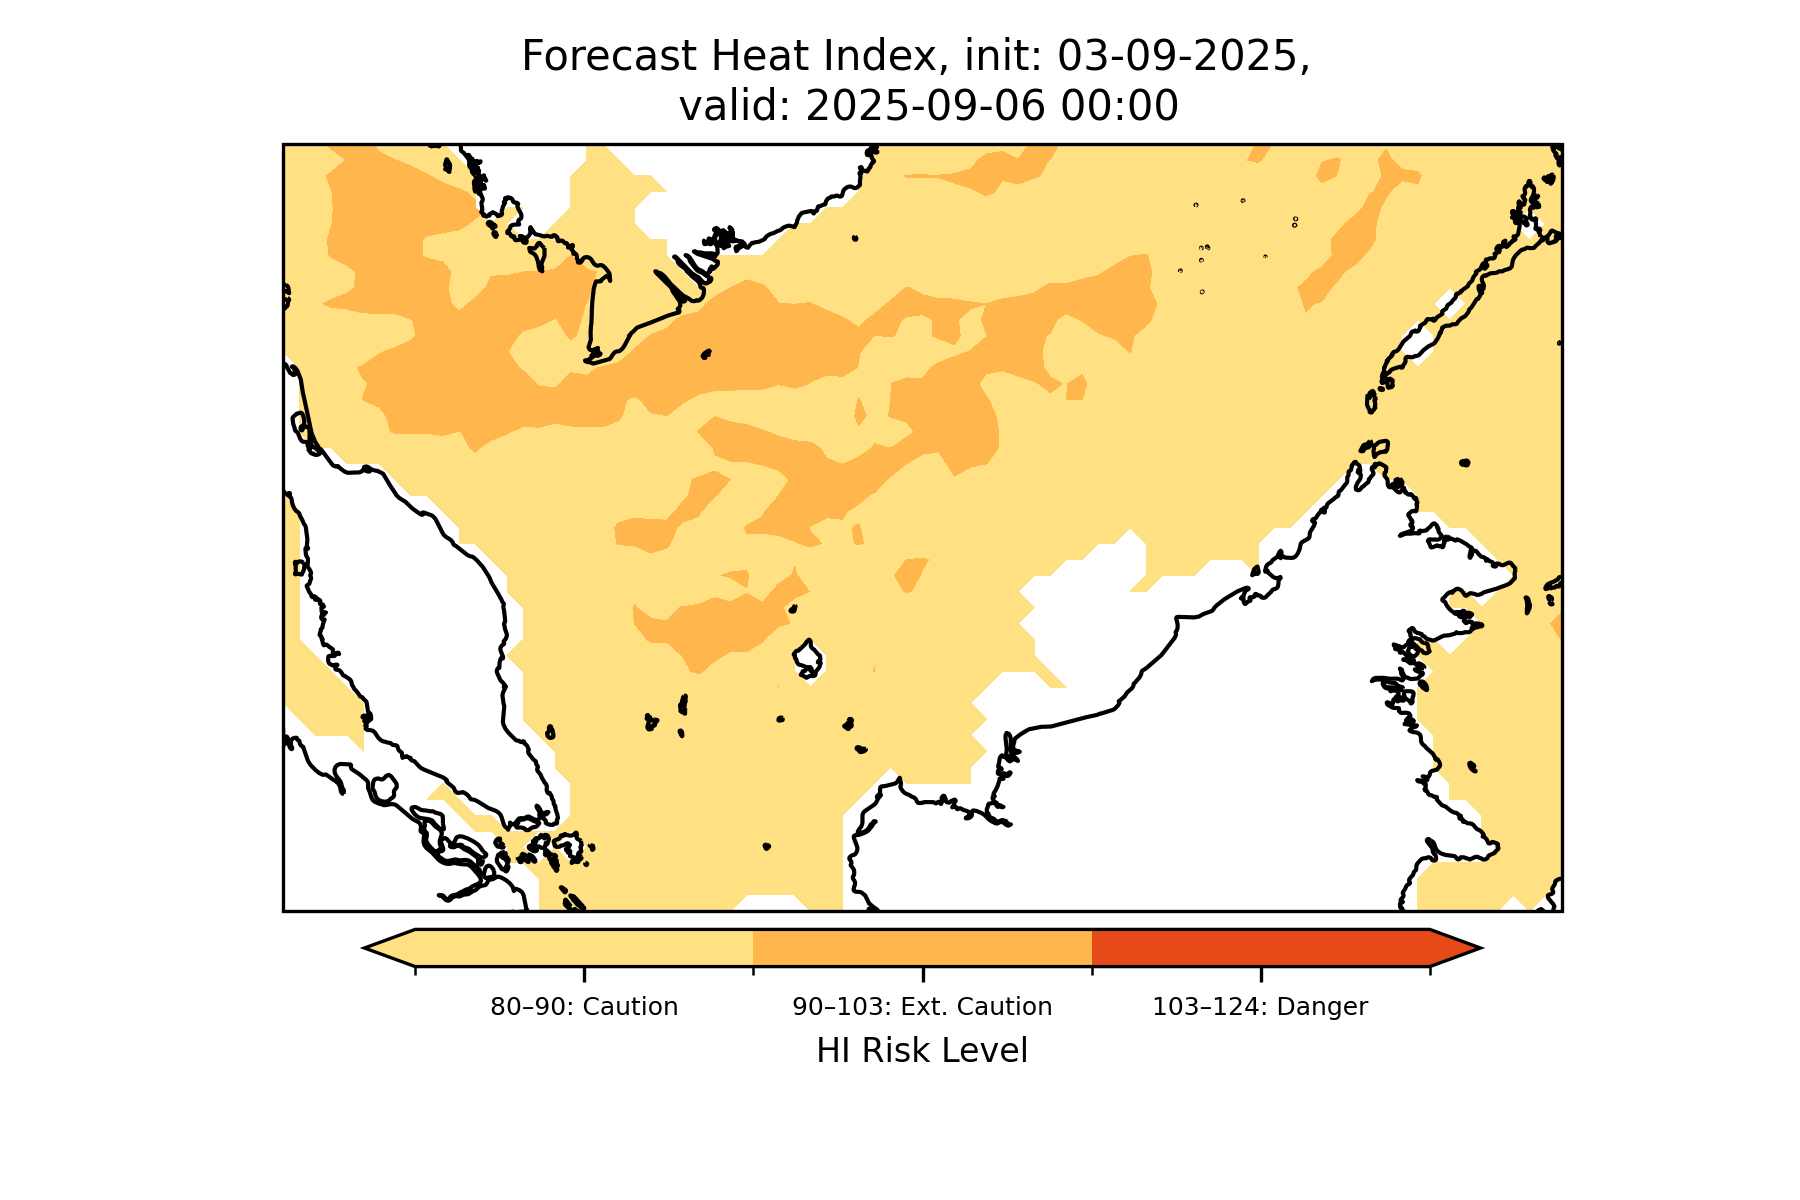 Forecast Heat Index, init: 03-09-2025,
valid: 2025-09-06 00:00
80–90: Caution
90–103: Ext. Caution
103–124: Danger
HI Risk Level